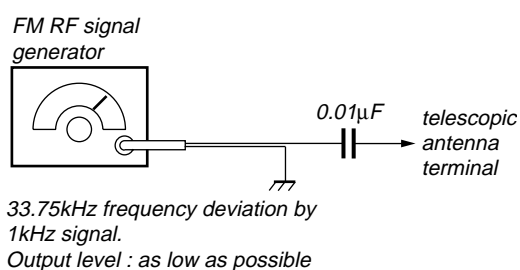 FM RF signal
generator
0.01µF
telescopic
antenna
terminal
33.75kHz frequency deviation by
1kHz signal.
Output level : as low as possible